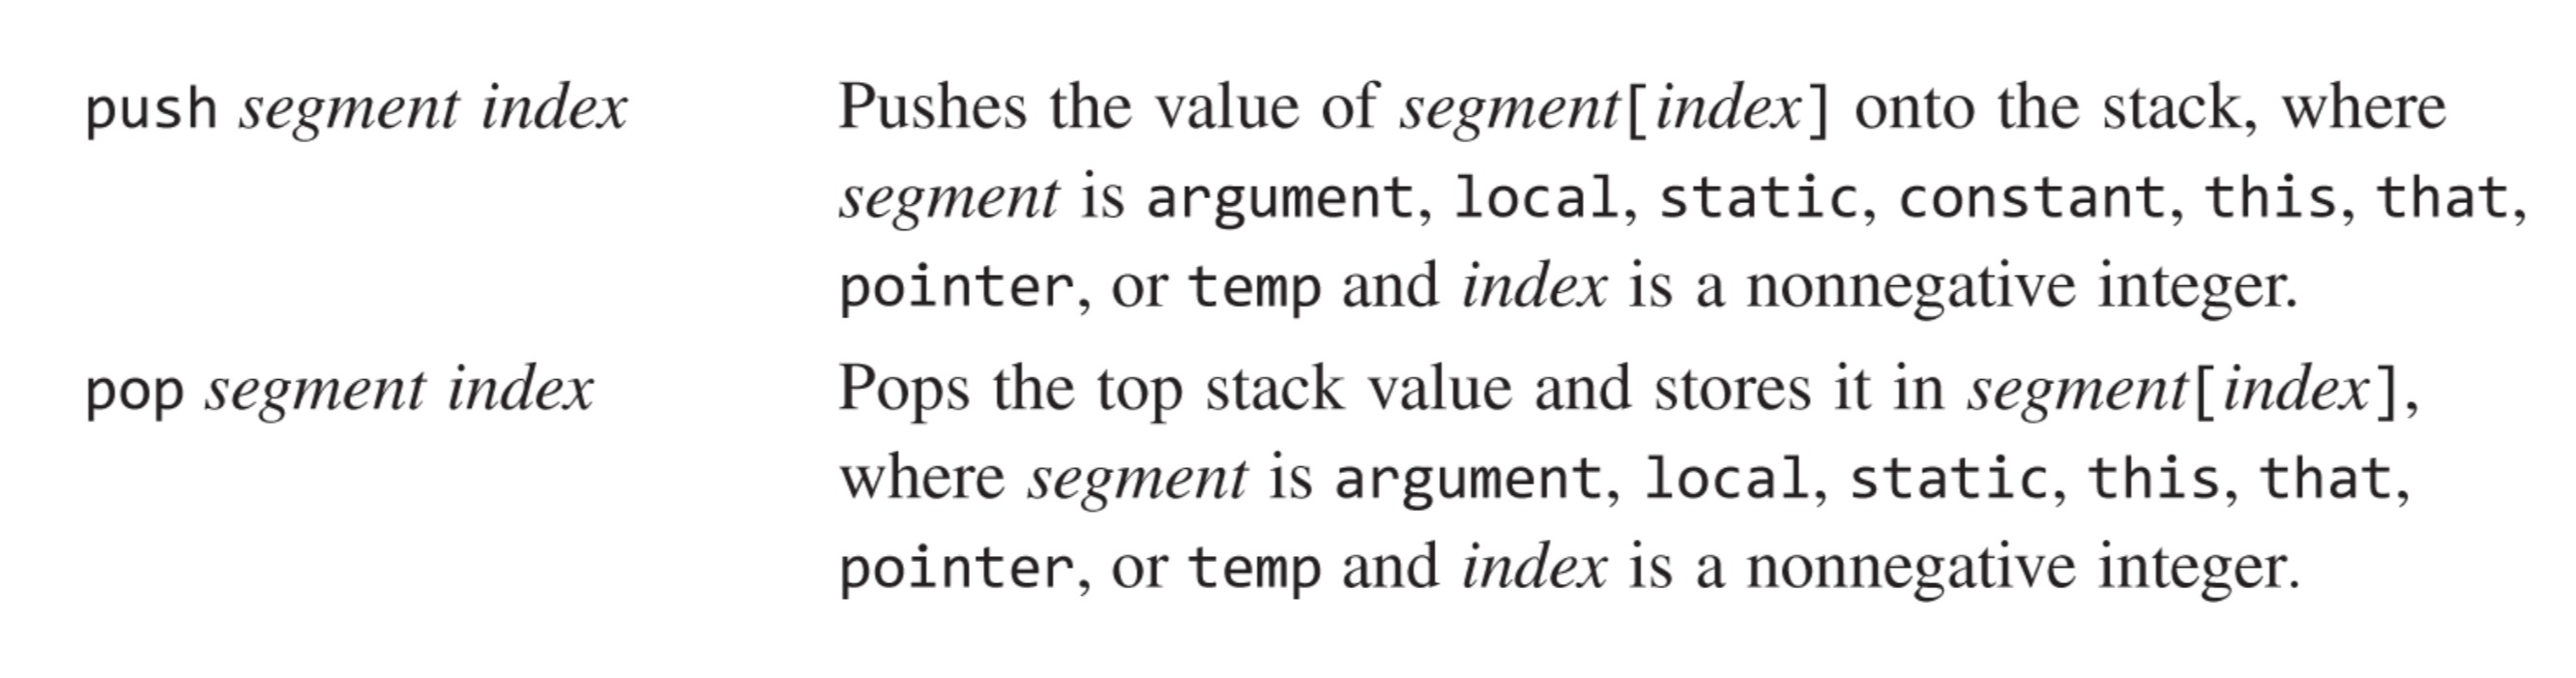 push segment index Pushes the value of segment[index] onto the stack, where
segment is argument, local, static, constant, this, that,
pointer, or temp and index is a nonnegative integer.
pop segment index Pops the top stack value and stores it in segment[index],
where segment is argument, local, static, this, that,
pointer, or temp and index is a nonnegative integer.